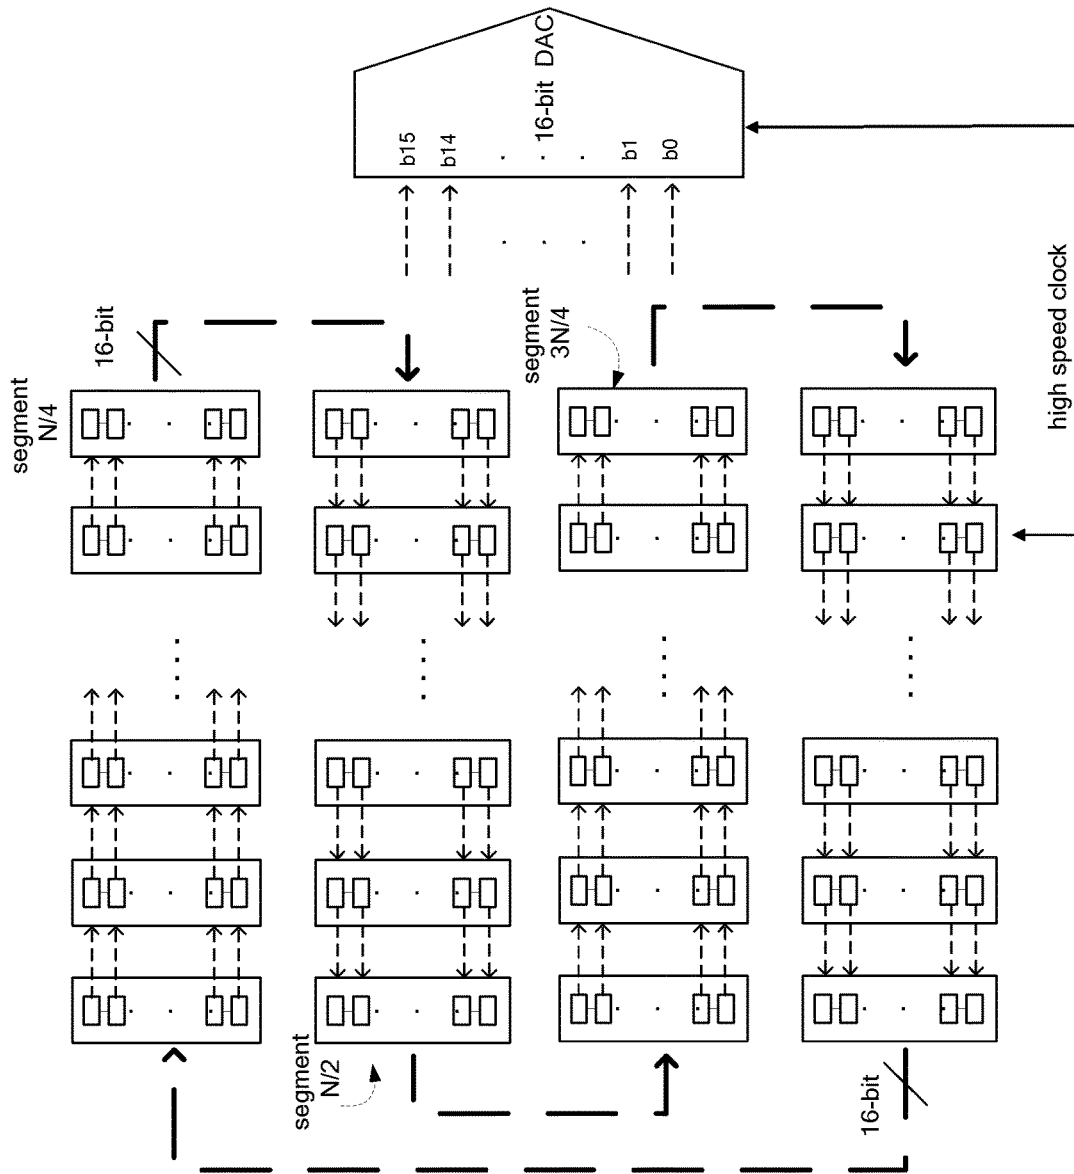 16-bit DAC
b15
b14
b1
b0
segment
N/4
16-bit
segment
3N/4
high speed clock
segment
N/2
16-bit